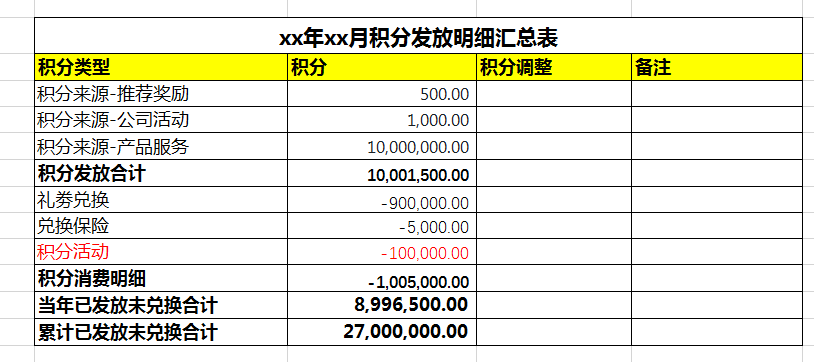 xx年xx月积分发放明细汇总表
积分类型 积分 积分调整 备注
积分来源-推荐奖励 500.00
积分来源-公司活动 1,000.00
积分来源-产品服务 10,000,000.00
积分发放合计 10,001,500.00
礼券兑换 -900,000.00
兑换保险 -5,000.00
积分活动 -100,000.00
积分消费明细 -1,005,000.00
当年已发放未兑换合计 8,996,500.00
累计已发放未兑换合计 27,000,000.00